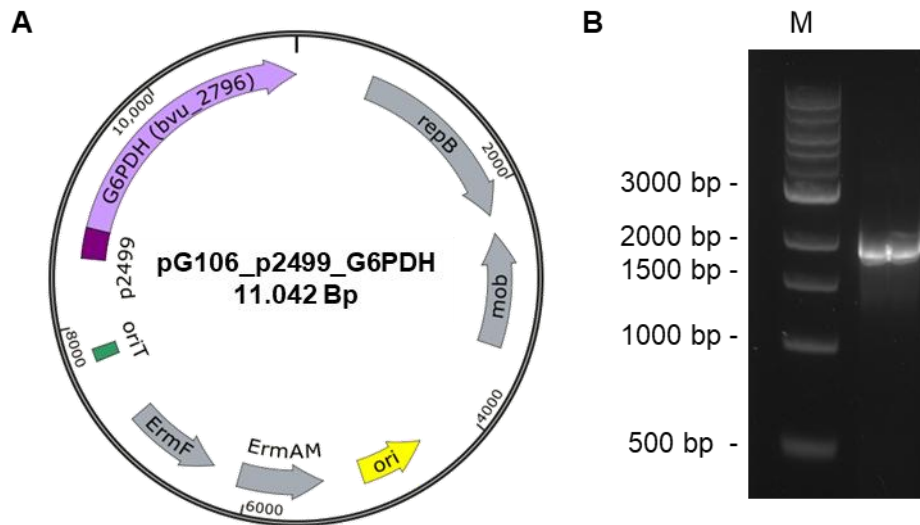 A
G6PDH (bvu_2796)
10,000
repB
2000
p2499
pG106_p2499_G6PDH
11.042 Bp
mob
oriT
8000
4000
ErmF
ErmAM
ori
6000
B
M
3000 bp -
2000 bp -
1500 bp -
1000 bp -
500 bp -